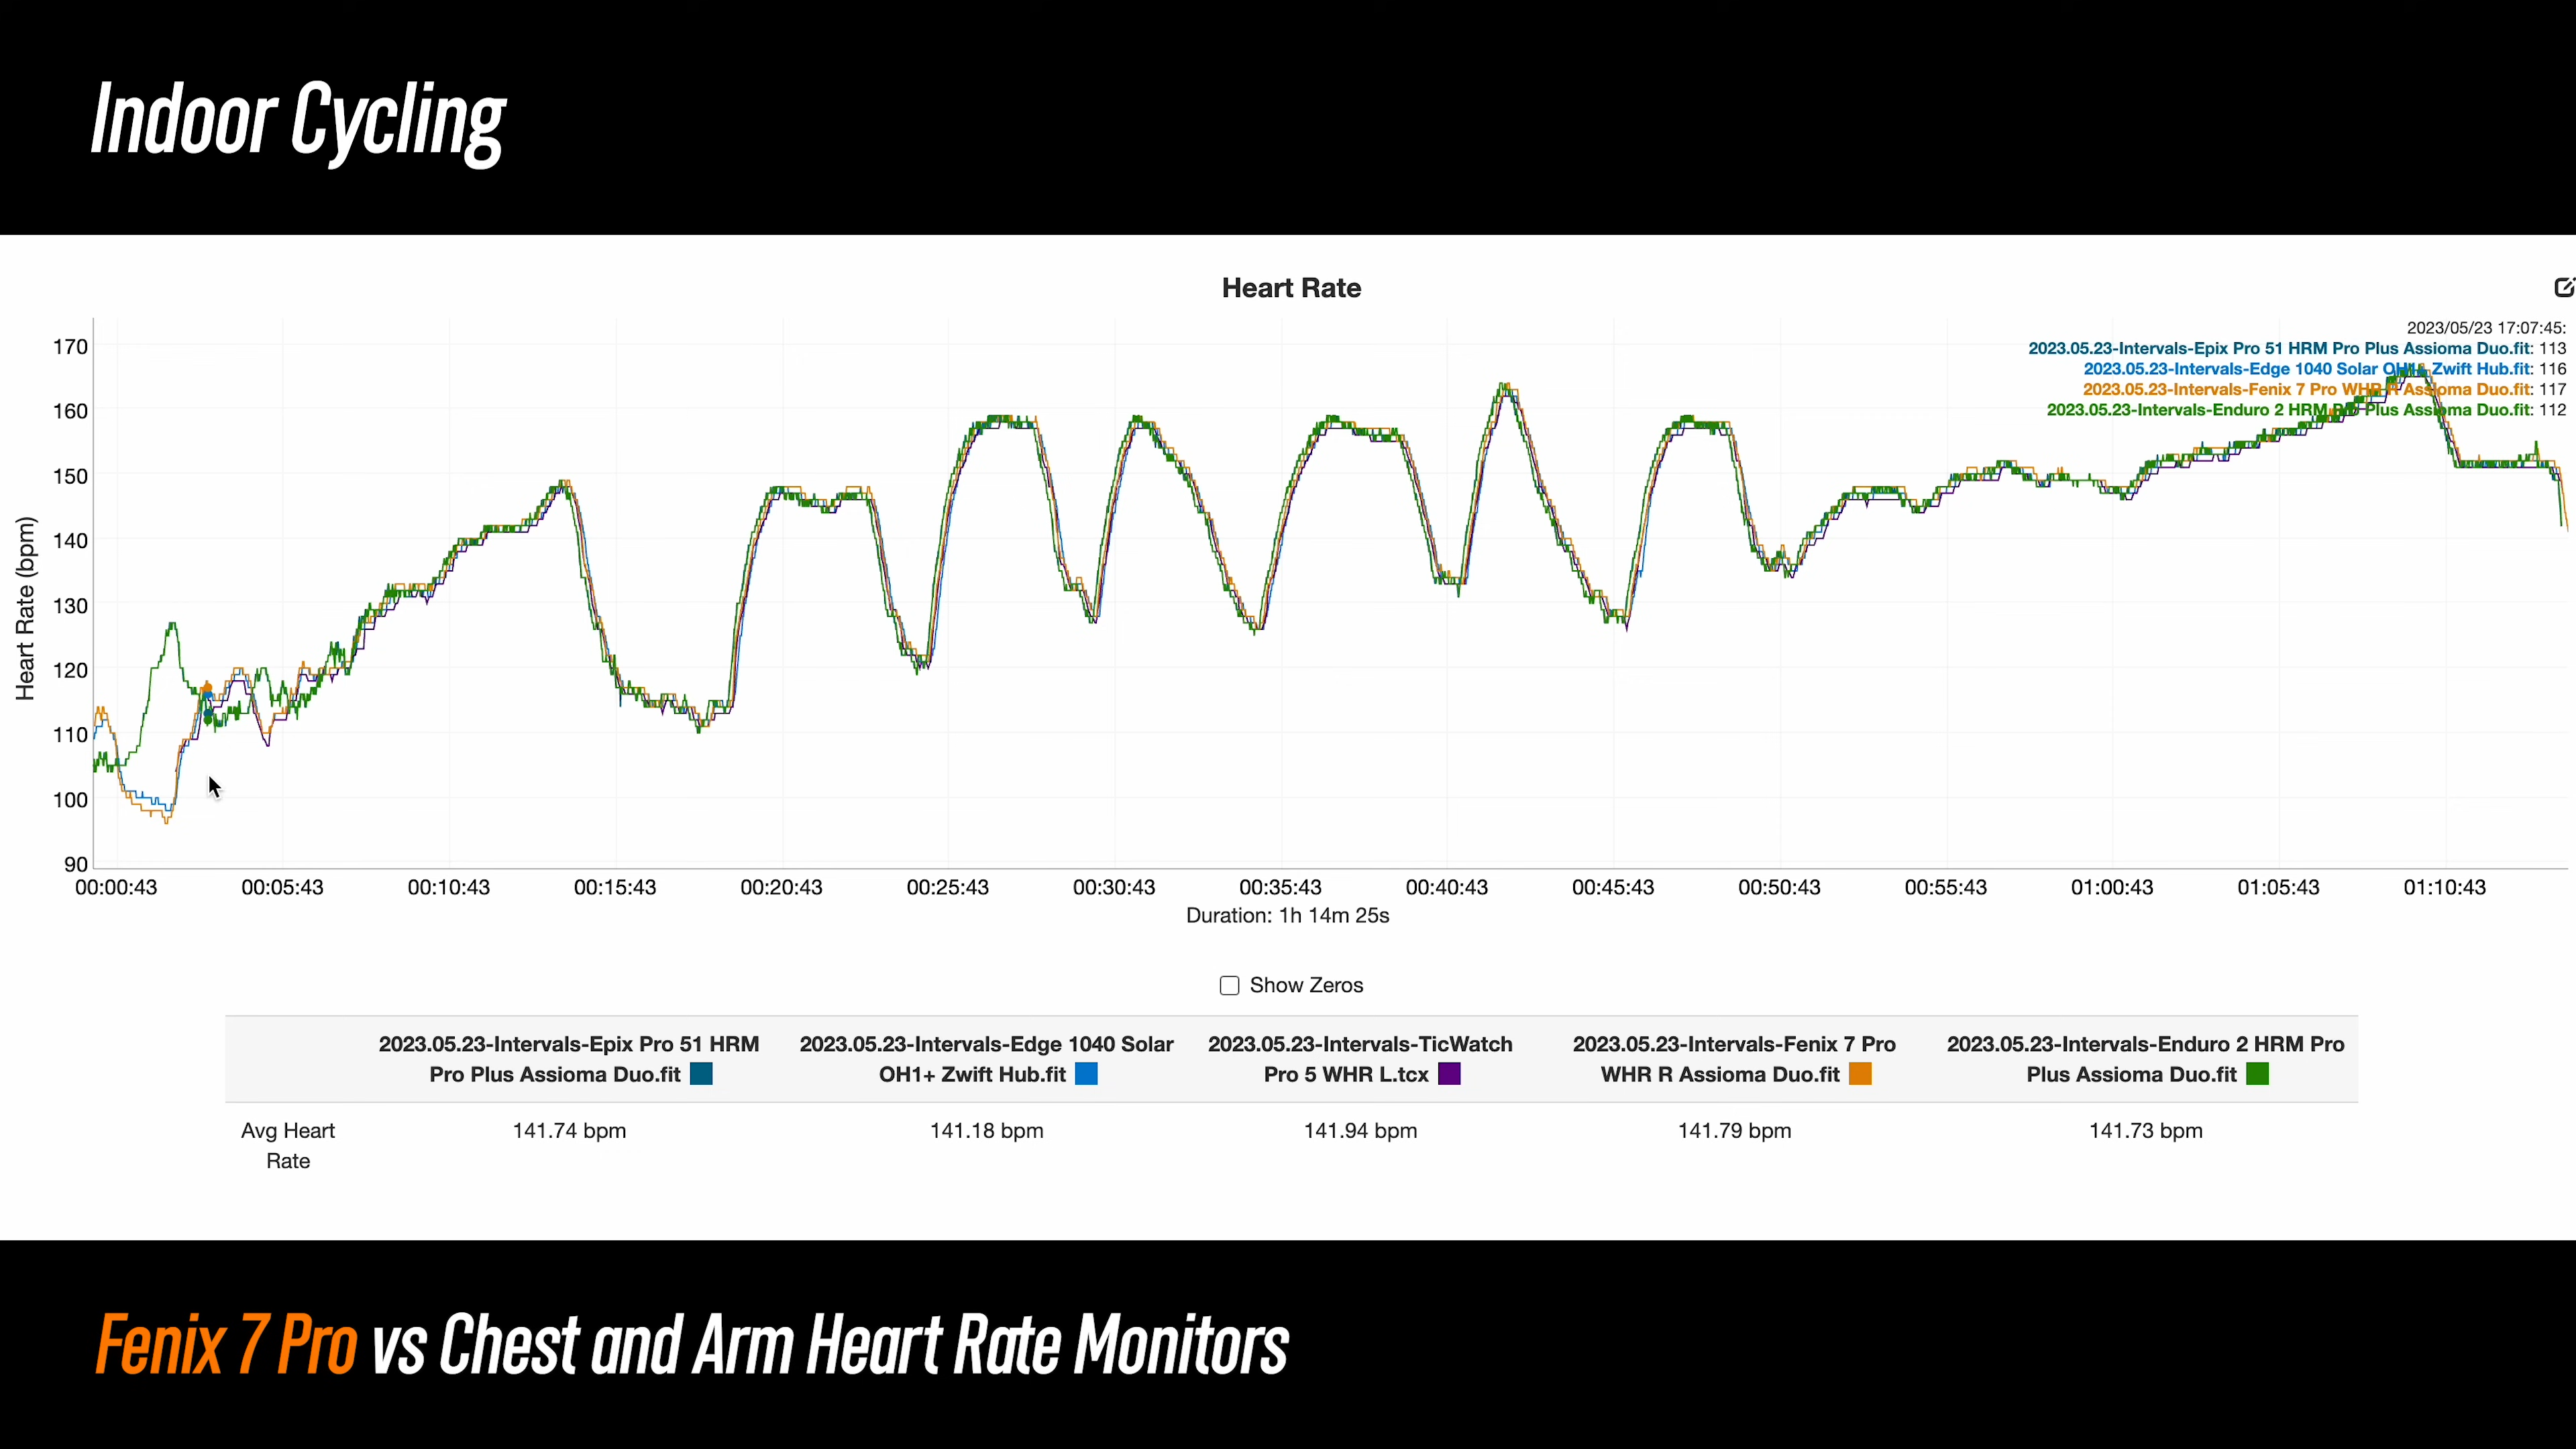 Indoor Cycling
Heart Rate
2023/05/23 17:07:45:
2023.05.23-Intervals-Epix Pro 51 HRM Pro Plus Assioma Duo.fit: 113
2023.05.23-Intervals-Edge 1040 Solar OH1+ Zwift Hub.fit: 116
2023.05.23-Intervals-Fenix 7 Pro WHR R Assioma Duo.fit: 117
2023.05.23-Intervals-Enduro 2 HRM Pro Plus Assioma Duo.fit: 112
170
160
150
140
130
120
110
100
90
Heart Rate (bpm)
00:00:43 00:05:43 00:10:43 00:15:43 00:20:43 00:25:43 00:30:43 00:35:43 00:40:43 00:45:43 00:50:43 00:55:43 01:00:43 01:05:43 01:10:43
Duration: 1h 14m 25s
Show Zeros
2023.05.23-Intervals-Epix Pro 51 HRM
Pro Plus Assioma Duo.fit
2023.05.23-Intervals-Edge 1040 Solar
OH1+ Zwift Hub.fit
2023.05.23-Intervals-TicWatch
Pro 5 WHR L.tcx
2023.05.23-Intervals-Fenix 7 Pro
WHR R Assioma Duo.fit
2023.05.23-Intervals-Enduro 2 HRM Pro
Plus Assioma Duo.fit
Avg Heart
Rate
141.74 bpm
141.18 bpm
141.94 bpm
141.79 bpm
141.73 bpm
Fenix 7 Pro vs Chest and Arm Heart Rate Monitors